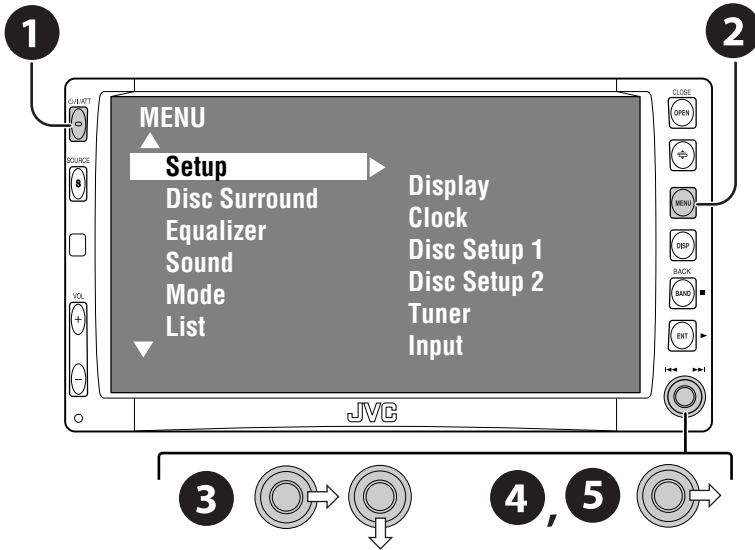 1
2
CLOSE
⏻/I/ATT
OPEN
SOURCE
S
MENU
MENU
Setup
Disc Surround
Equalizer
Sound
Mode
List
Display
Clock
Disc Setup 1
Disc Setup 2
Tuner
Input
DISP
BACK
BAND
VOL
+
–
ENT
JVC
3
4, 5